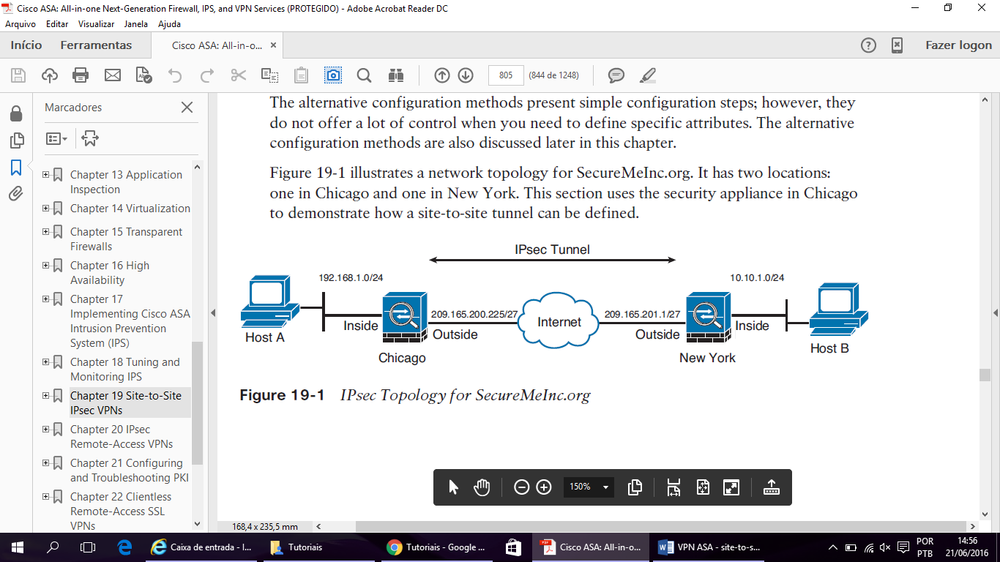 Cisco ASA: All-in-one Next-Generation Firewall, IPS, and VPN Services (PROTEGIDO) - Adobe Acrobat Reader DC
Arquivo Editar Visualizar Janela Ajuda
Início Ferramentas Cisco ASA: All-in-o... × Fazer logon
805 (844 de 1248)
Marcadores
Chapter 13 Application
Inspection
Chapter 14 Virtualization
Chapter 15 Transparent
Firewalls
Chapter 16 High
Availability
Chapter 17
Implementing Cisco ASA
Intrusion Prevention
System (IPS)
Chapter 18 Tuning and
Monitoring IPS
Chapter 19 Site-to-Site
IPsec VPNs
Chapter 20 IPsec
Remote-Access VPNs
Chapter 21 Configuring
and Troubleshooting PKI
Chapter 22 Clientless
Remote-Access SSL
VPNs
The alternative configuration methods present simple configuration steps; however, they
do not offer a lot of control when you need to define specific attributes. The alternative
configuration methods are also discussed later in this chapter.
Figure 19-1 illustrates a network topology for SecureMeInc.org. It has two locations:
one in Chicago and one in New York. This section uses the security appliance in Chicago
to demonstrate how a site-to-site tunnel can be defined.
IPsec Tunnel
192.168.1.0/24 10.10.1.0/24
209.165.200.225/27 Internet 209.165.201.1/27
Inside Outside Outside Inside
Host A Host B
Chicago New York
Figure 19-1 IPsec Topology for SecureMeInc.org
150%
168,4 x 235,5 mm
Caixa de entrada - I... Tutoriais Tutoriais - Google ... Cisco ASA: All-in-o... VPN ASA - site-to-s...
POR 14:56
PTB 21/06/2016